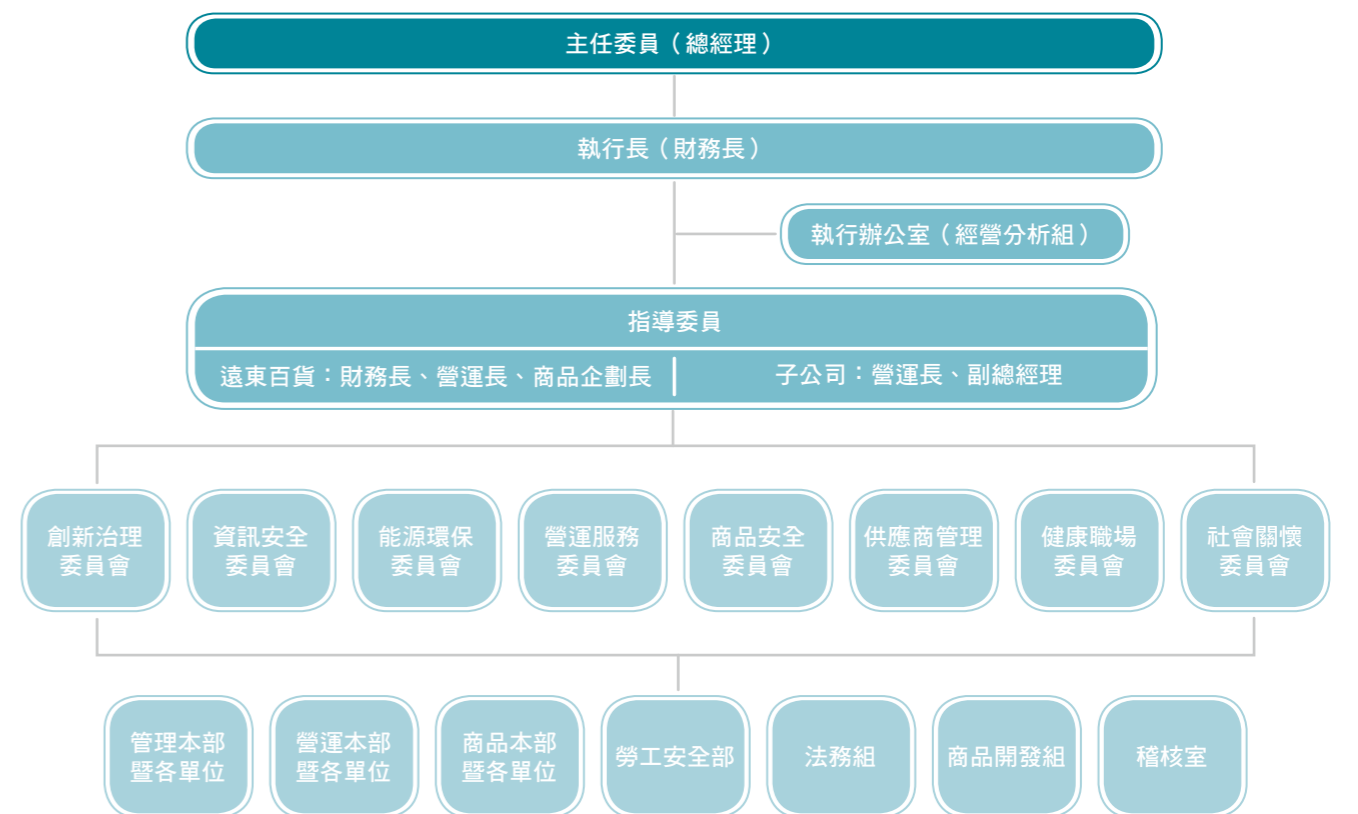 主任委員（總經理）
執行長（財務長）
執行辦公室（經營分析組）
指導委員
遠東百貨：財務長、營運長、商品企劃長
子公司：營運長、副總經理
創新治理
委員會
資訊安全
委員會
能源環保
委員會
營運服務
委員會
商品安全
委員會
供應商管理
委員會
健康職場
委員會
社會關懷
委員會
管理本部
暨各單位
營運本部
暨各單位
商品本部
暨各單位
勞工安全部
法務組
商品開發組
稽核室